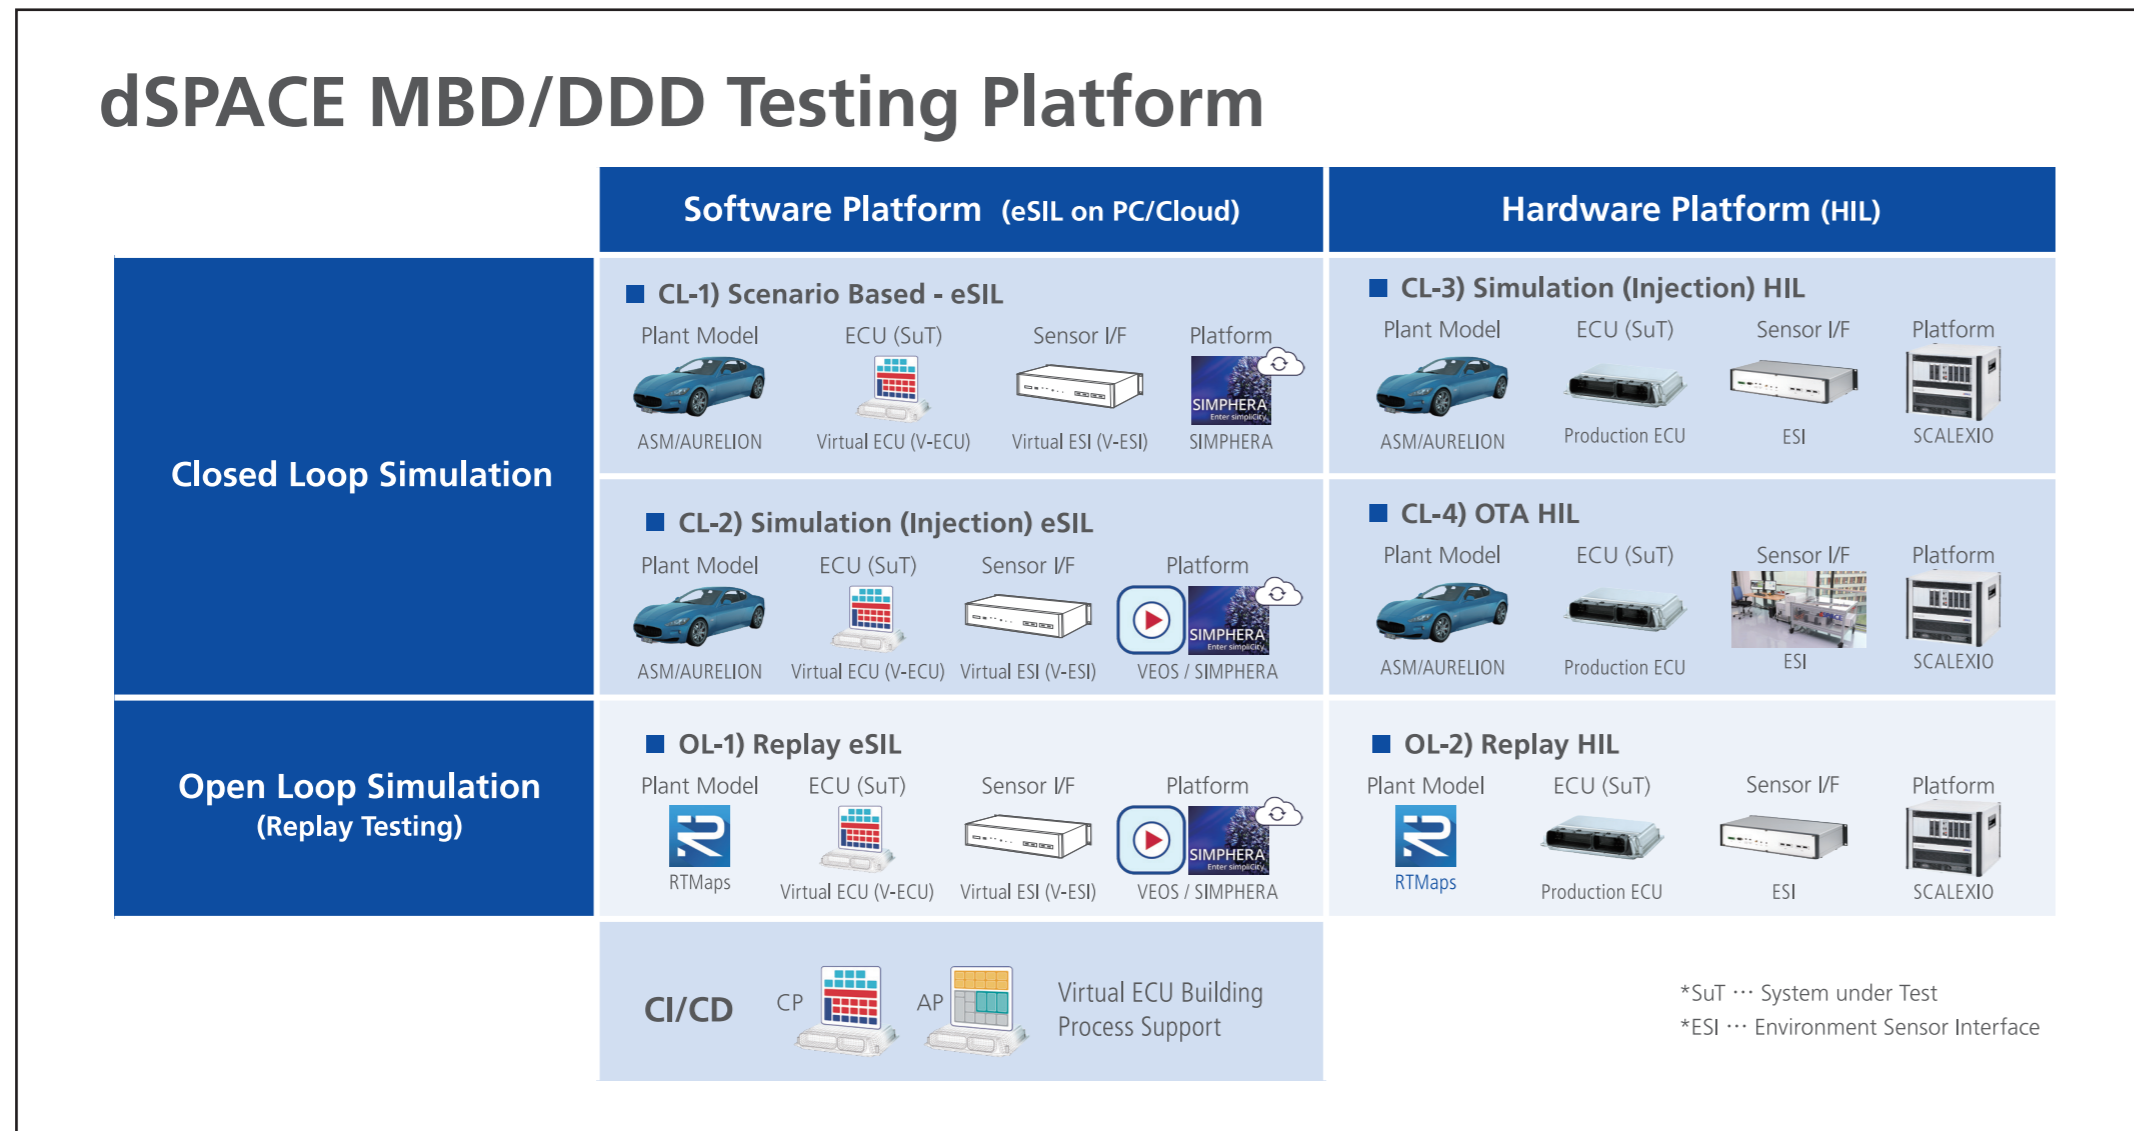 dSPACE MBD/DDD Testing Platform
Software Platform (eSIL on PC/Cloud)
Hardware Platform (HIL)
Closed Loop Simulation
■ CL-1) Scenario Based - eSIL
Plant Model ECU (SuT) Sensor I/F Platform
SIMPHERA
Enter simpliCity
ASM/AURELION Virtual ECU (V-ECU) Virtual ESI (V-ESI) SIMPHERA
■ CL-3) Simulation (Injection) HIL
Plant Model ECU (SuT) Sensor I/F Platform
ASM/AURELION Production ECU ESI SCALEXIO
■ CL-2) Simulation (Injection) eSIL
Plant Model ECU (SuT) Sensor I/F Platform
SIMPHERA
Enter simpliCity
ASM/AURELION Virtual ECU (V-ECU) Virtual ESI (V-ESI) VEOS / SIMPHERA
■ CL-4) OTA HIL
Plant Model ECU (SuT) Sensor I/F Platform
ASM/AURELION Production ECU ESI SCALEXIO
Open Loop Simulation
(Replay Testing)
■ OL-1) Replay eSIL
Plant Model ECU (SuT) Sensor I/F Platform
SIMPHERA
Enter simpliCity
RTMaps Virtual ECU (V-ECU) Virtual ESI (V-ESI) VEOS / SIMPHERA
■ OL-2) Replay HIL
Plant Model ECU (SuT) Sensor I/F Platform
RTMaps Production ECU ESI SCALEXIO
CI/CD CP AP
Virtual ECU Building
Process Support
*SuT ··· System under Test
*ESI ··· Environment Sensor Interface